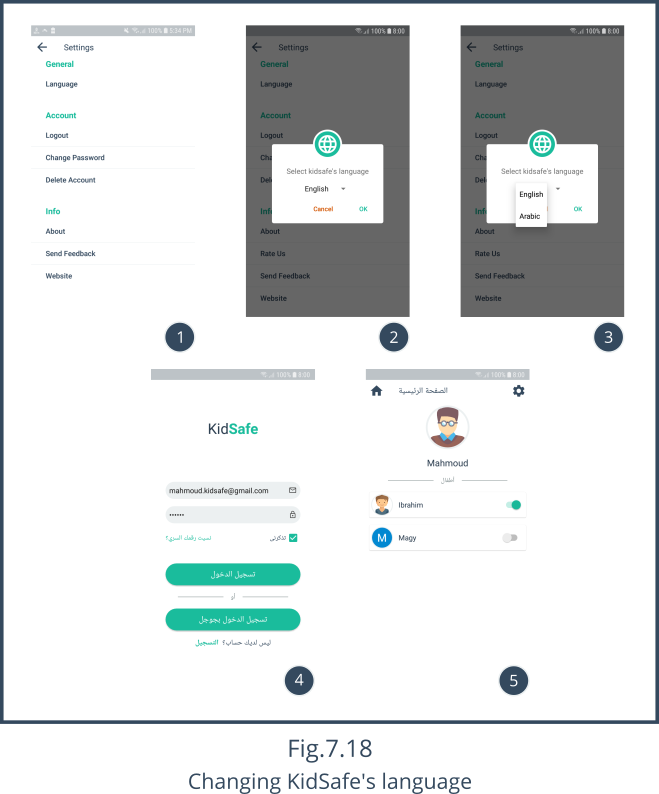 100% 5:34 PM
Settings
General
Language
Account
Logout
Change Password
Delete Account
Info
About
Send Feedback
Website
1
100% 8:00
Settings
General
Language
Account
Logout
Cha
Del
Select kidsafe's language
English
Cancel
OK
Inf
About
Rate Us
Send Feedback
Website
2
100% 8:00
Settings
General
Language
Account
Logout
Cha
Del
Select kidsafe's language
English
Arabic
OK
Inf
About
Rate Us
Send Feedback
Website
3
100% 8:00
KidSafe
mahmoud.kidsafe@gmail.com
••••••
تذكرنى
نسيت رقمك السري؟
تسجيل الدخول
أو
تسجيل الدخول بجوجل
ليس لديك حساب؟ التسجيل
4
100% 8:00
الصفحة الرئيسية
Mahmoud
أطفال
Ibrahim
M Magy
5
Fig.7.18
Changing KidSafe's language